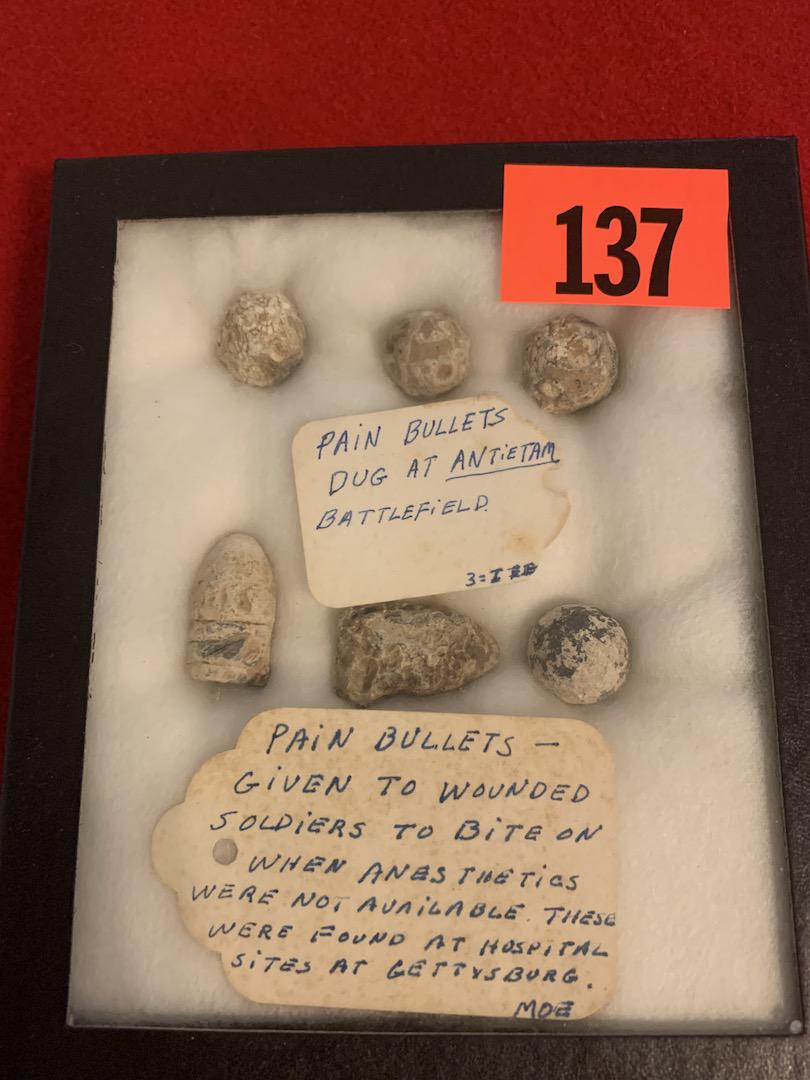 137
PAIN BULLETS
DUG AT ANTIETAM
BATTLEFIELD.
PAIN BULLETS —
GIVEN TO WOUNDED
SOLDIERS TO BITE ON
WHEN ANESTHETICS
WERE NOT AVAILABLE. THESE
WERE FOUND AT HOSPITAL
SITES AT GETTYSBURG.
MOE